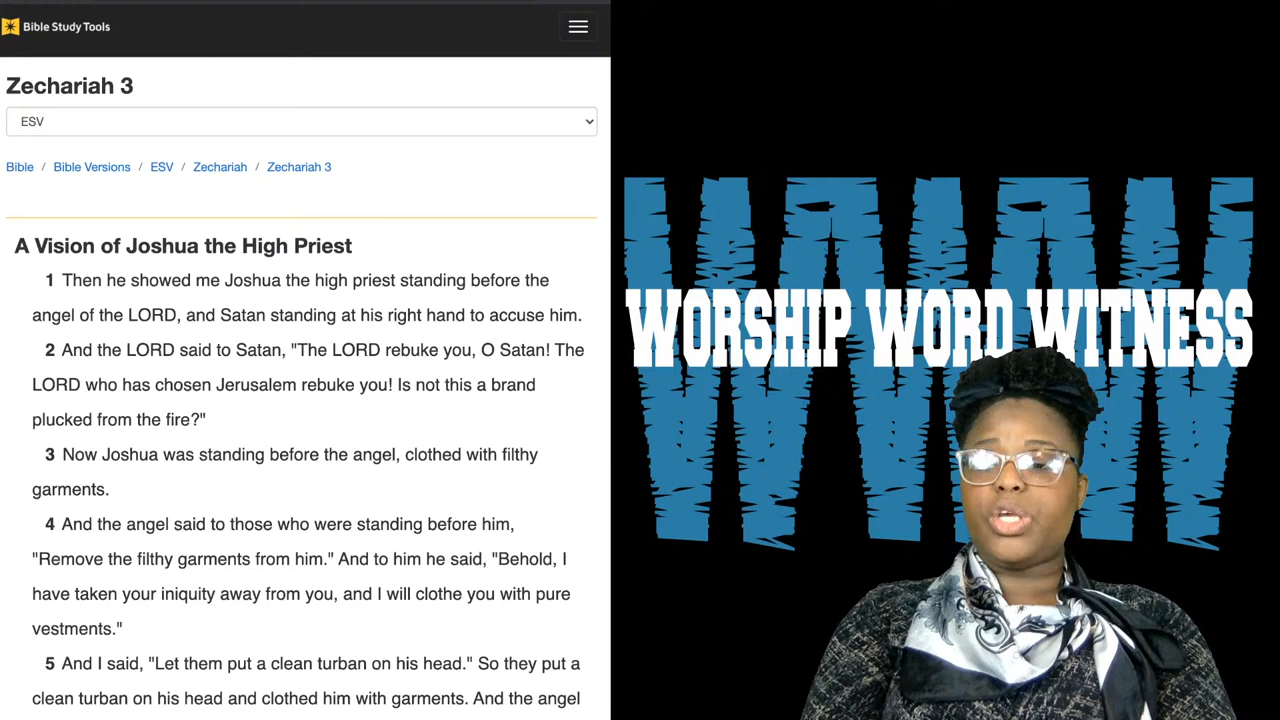 Bible Study Tools
Zechariah 3
ESV
Bible / Bible Versions / ESV / Zechariah / Zechariah 3
A Vision of Joshua the High Priest
1 Then he showed me Joshua the high priest standing before the
angel of the LORD, and Satan standing at his right hand to accuse him.
2 And the LORD said to Satan, "The LORD rebuke you, O Satan! The
LORD who has chosen Jerusalem rebuke you! Is not this a brand
plucked from the fire?"
3 Now Joshua was standing before the angel, clothed with filthy
garments.
4 And the angel said to those who were standing before him,
"Remove the filthy garments from him." And to him he said, "Behold, I
have taken your iniquity away from you, and I will clothe you with pure
vestments."
5 And I said, "Let them put a clean turban on his head." So they put a
clean turban on his head and clothed him with garments. And the angel
WWW
WORSHIP WORD WITNESS